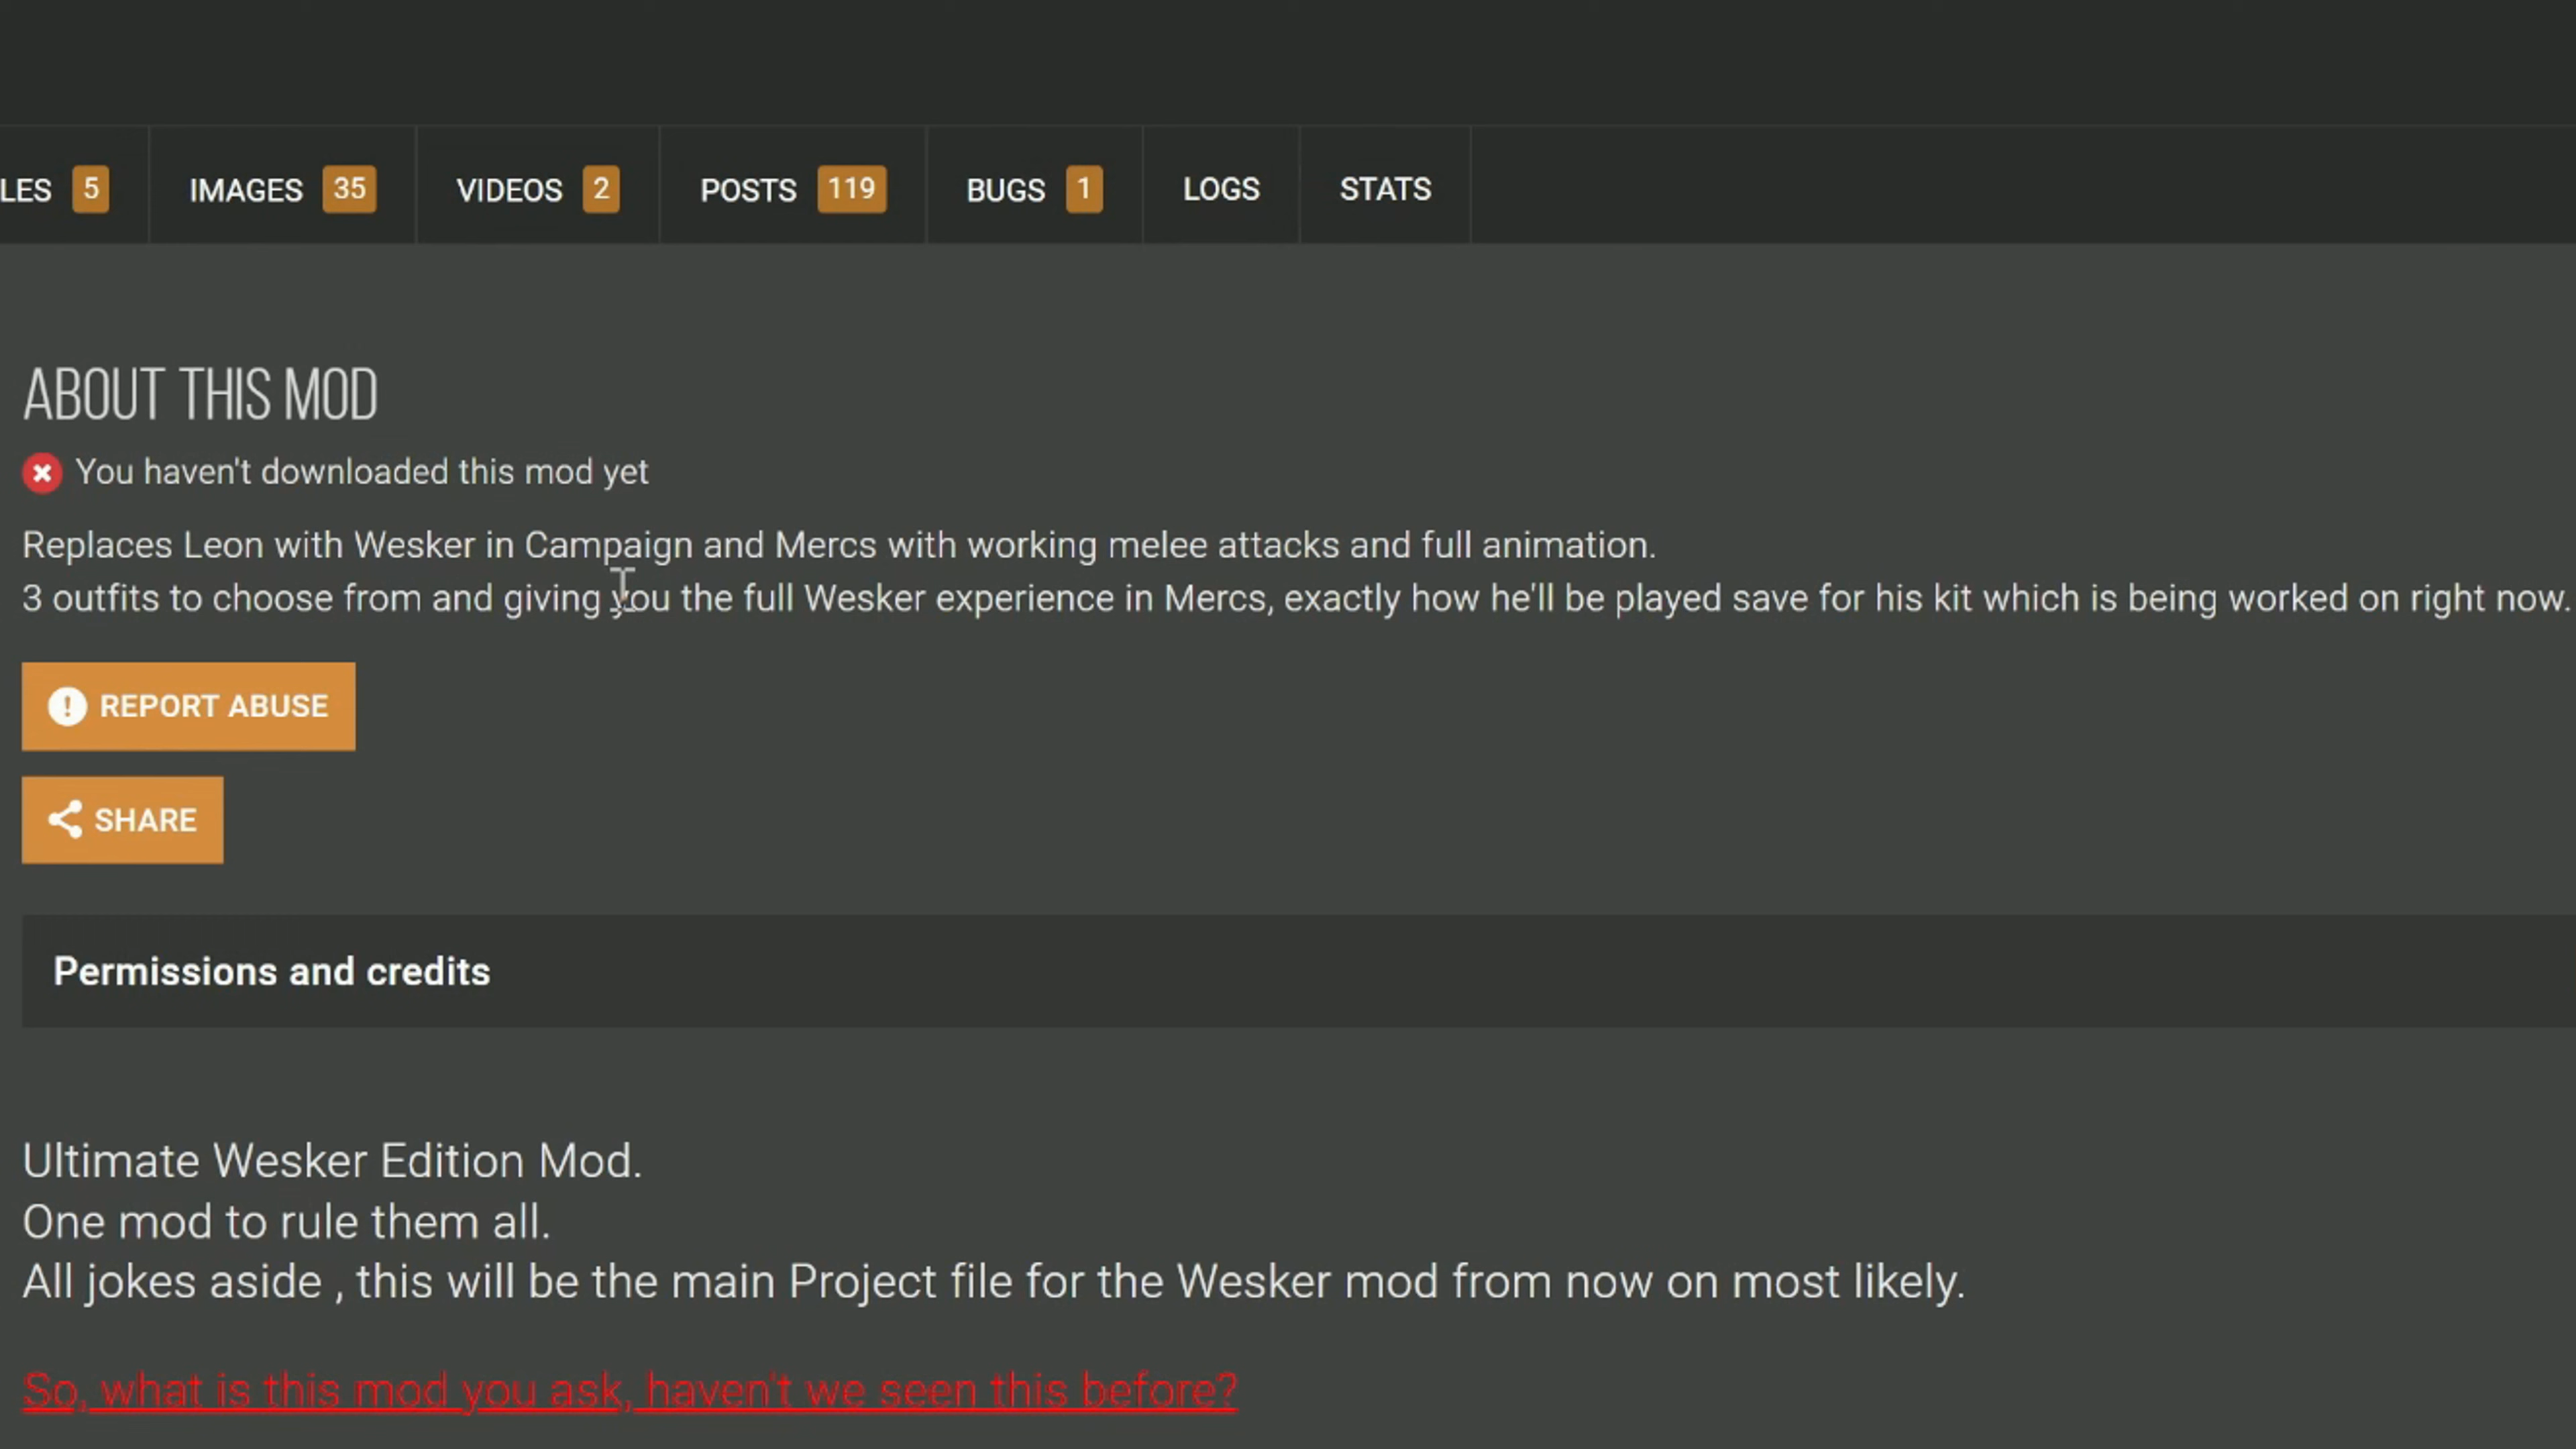 LES 5 IMAGES 35 VIDEOS 2 POSTS 119 BUGS 1 LOGS STATS
ABOUT THIS MOD
You haven't downloaded this mod yet
Replaces Leon with Wesker in Campaign and Mercs with working melee attacks and full animation.
3 outfits to choose from and giving you the full Wesker experience in Mercs, exactly how he'll be played save for his kit which is being worked on right now.
REPORT ABUSE
SHARE
Permissions and credits
Ultimate Wesker Edition Mod.
One mod to rule them all.
All jokes aside , this will be the main Project file for the Wesker mod from now on most likely.
So, what is this mod you ask, haven't we seen this before?